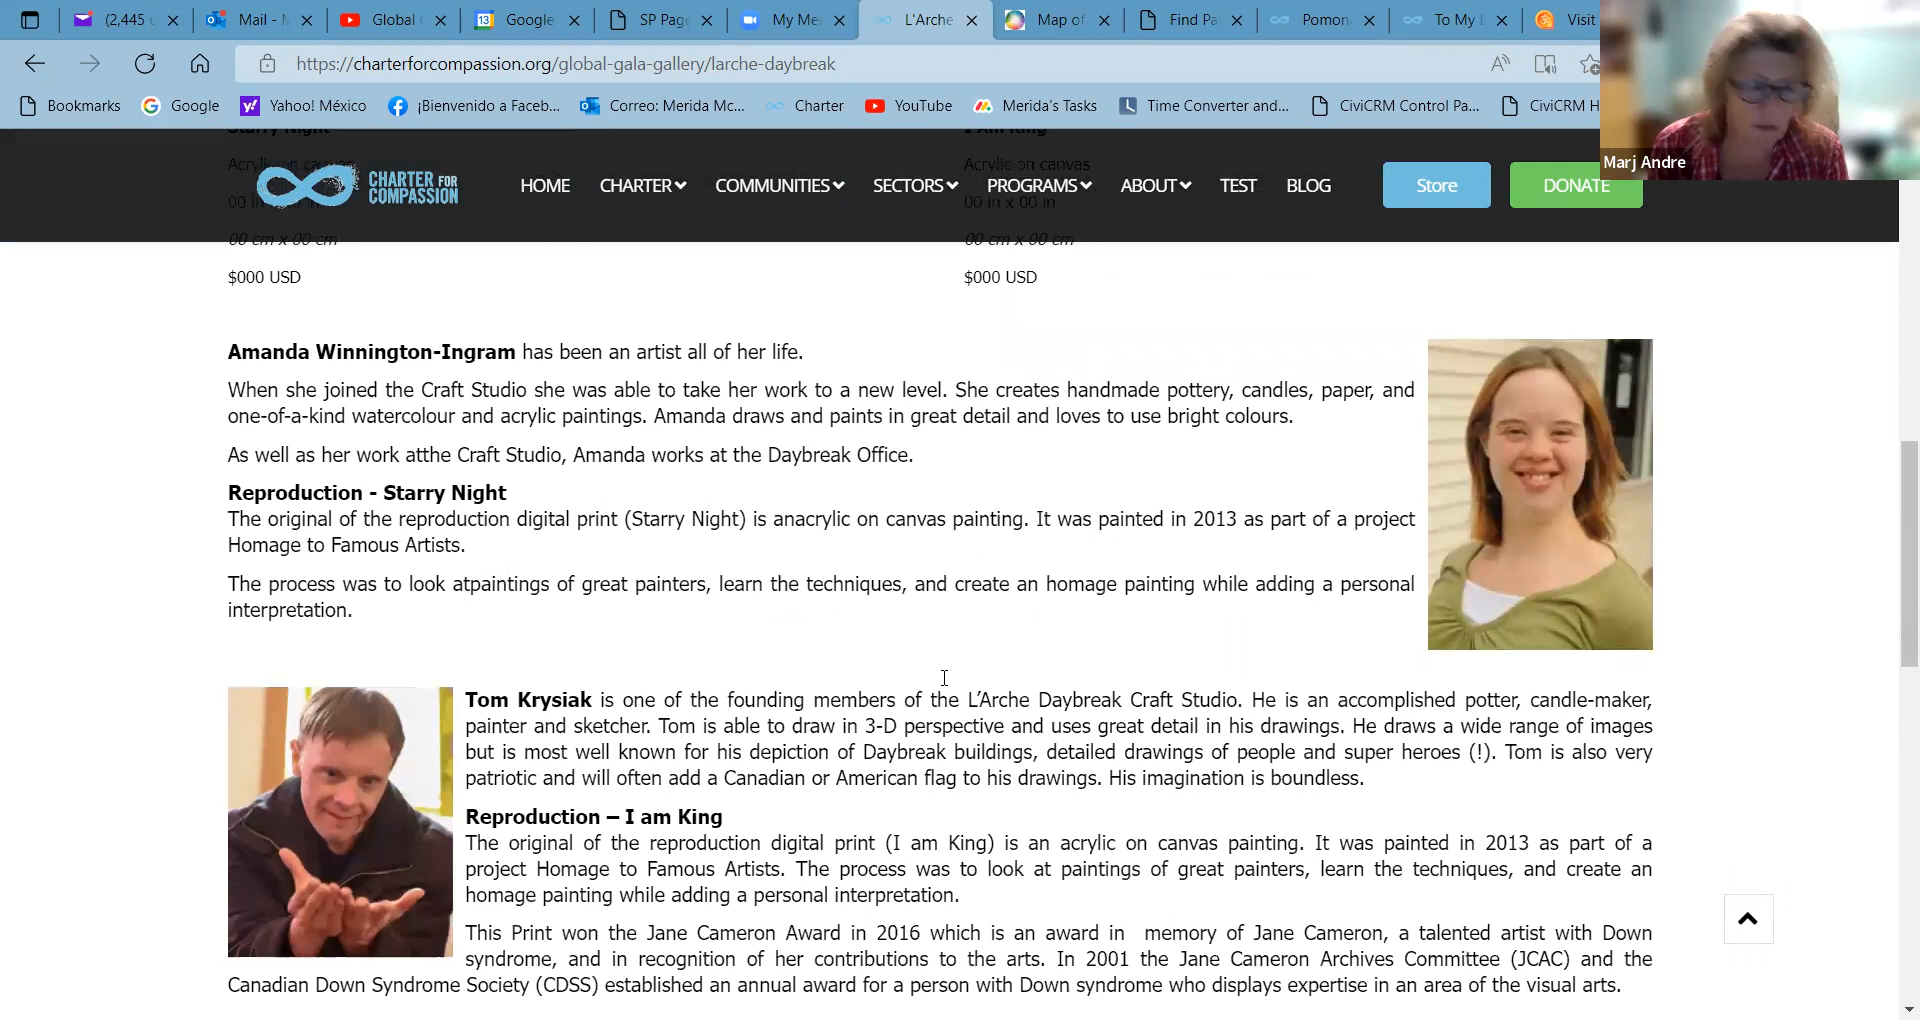 (2,445 u
Mail - M
Global C
Google
SP Page
My Mee
L'Arche
Map of
Find Pa
Pomon
To My B
Visit
https://charterforcompassion.org/global-gala-gallery/larche-daybreak
Bookmarks
Google
Yahoo! México
¡Bienvenido a Faceb...
Correo: Merida Mc...
Charter
YouTube
Merida's Tasks
Time Converter and...
CiviCRM Control Pa...
CiviCRM H
Marj Andre
Starry Night
I Am King
Acrylic on canvas
Acrylic on canvas
CHARTER FOR
COMPASSION
HOME
CHARTER
COMMUNITIES
SECTORS
PROGRAMS
ABOUT
TEST
BLOG
Store
DONATE
00 in x 00 in
00 in x 00 in
00 cm x 00 cm
00 cm x 00 cm
$000 USD
$000 USD
Amanda Winnington-Ingram has been an artist all of her life.
When she joined the Craft Studio she was able to take her work to a new level. She creates handmade pottery, candles, paper, and
one-of-a-kind watercolour and acrylic paintings. Amanda draws and paints in great detail and loves to use bright colours.
As well as her work atthe Craft Studio, Amanda works at the Daybreak Office.
Reproduction - Starry Night
The original of the reproduction digital print (Starry Night) is anacrylic on canvas painting. It was painted in 2013 as part of a project
Homage to Famous Artists.
The process was to look atpaintings of great painters, learn the techniques, and create an homage painting while adding a personal
interpretation.
Tom Krysiak is one of the founding members of the L'Arche Daybreak Craft Studio. He is an accomplished potter, candle-maker,
painter and sketcher. Tom is able to draw in 3-D perspective and uses great detail in his drawings. He draws a wide range of images
but is most well known for his depiction of Daybreak buildings, detailed drawings of people and super heroes (!). Tom is also very
patriotic and will often add a Canadian or American flag to his drawings. His imagination is boundless.
Reproduction – I am King
The original of the reproduction digital print (I am King) is an acrylic on canvas painting. It was painted in 2013 as part of a
project Homage to Famous Artists. The process was to look at paintings of great painters, learn the techniques, and create an
homage painting while adding a personal interpretation.
This Print won the Jane Cameron Award in 2016 which is an award in memory of Jane Cameron, a talented artist with Down
syndrome, and in recognition of her contributions to the arts. In 2001 the Jane Cameron Archives Committee (JCAC) and the
Canadian Down Syndrome Society (CDSS) established an annual award for a person with Down syndrome who displays expertise in an area of the visual arts.